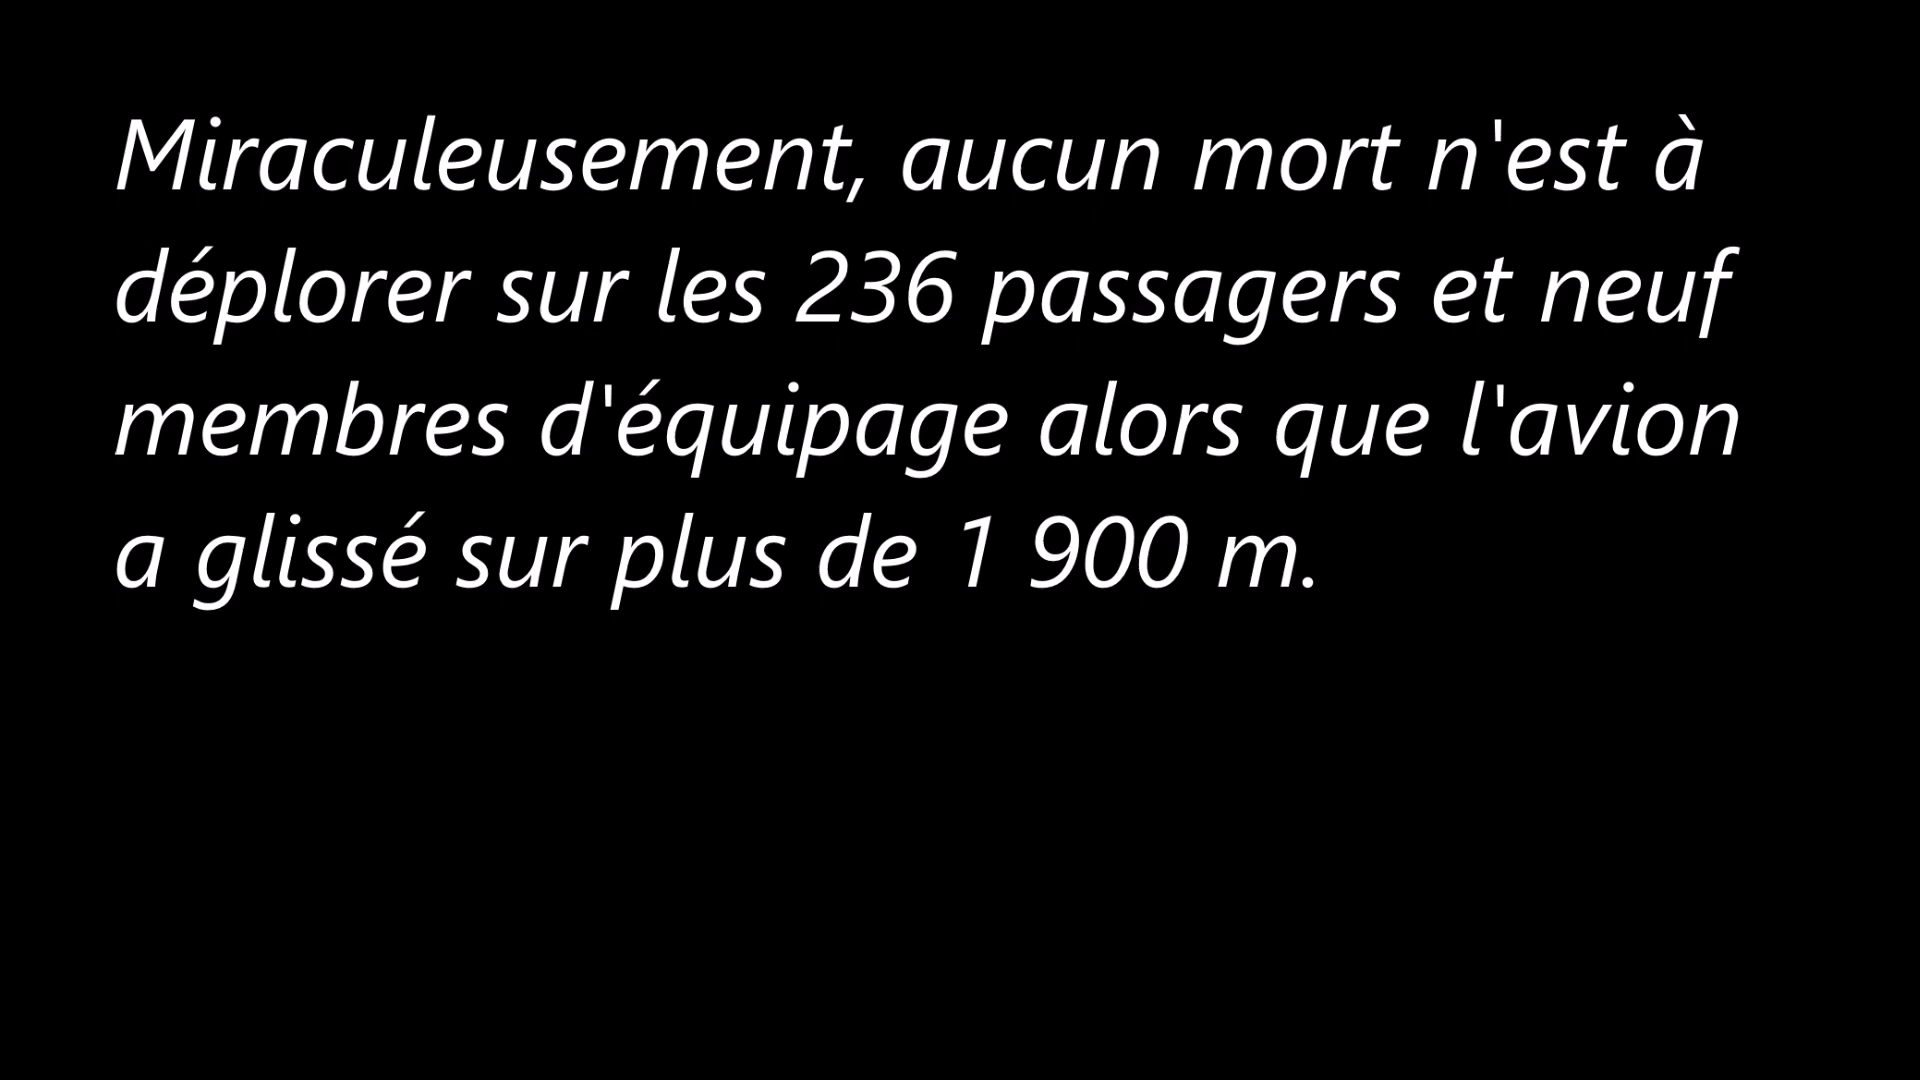 Miraculeusement, aucun mort n'est à
déplorer sur les 236 passagers et neuf
membres d'équipage alors que l'avion
a glissé sur plus de 1 900 m.